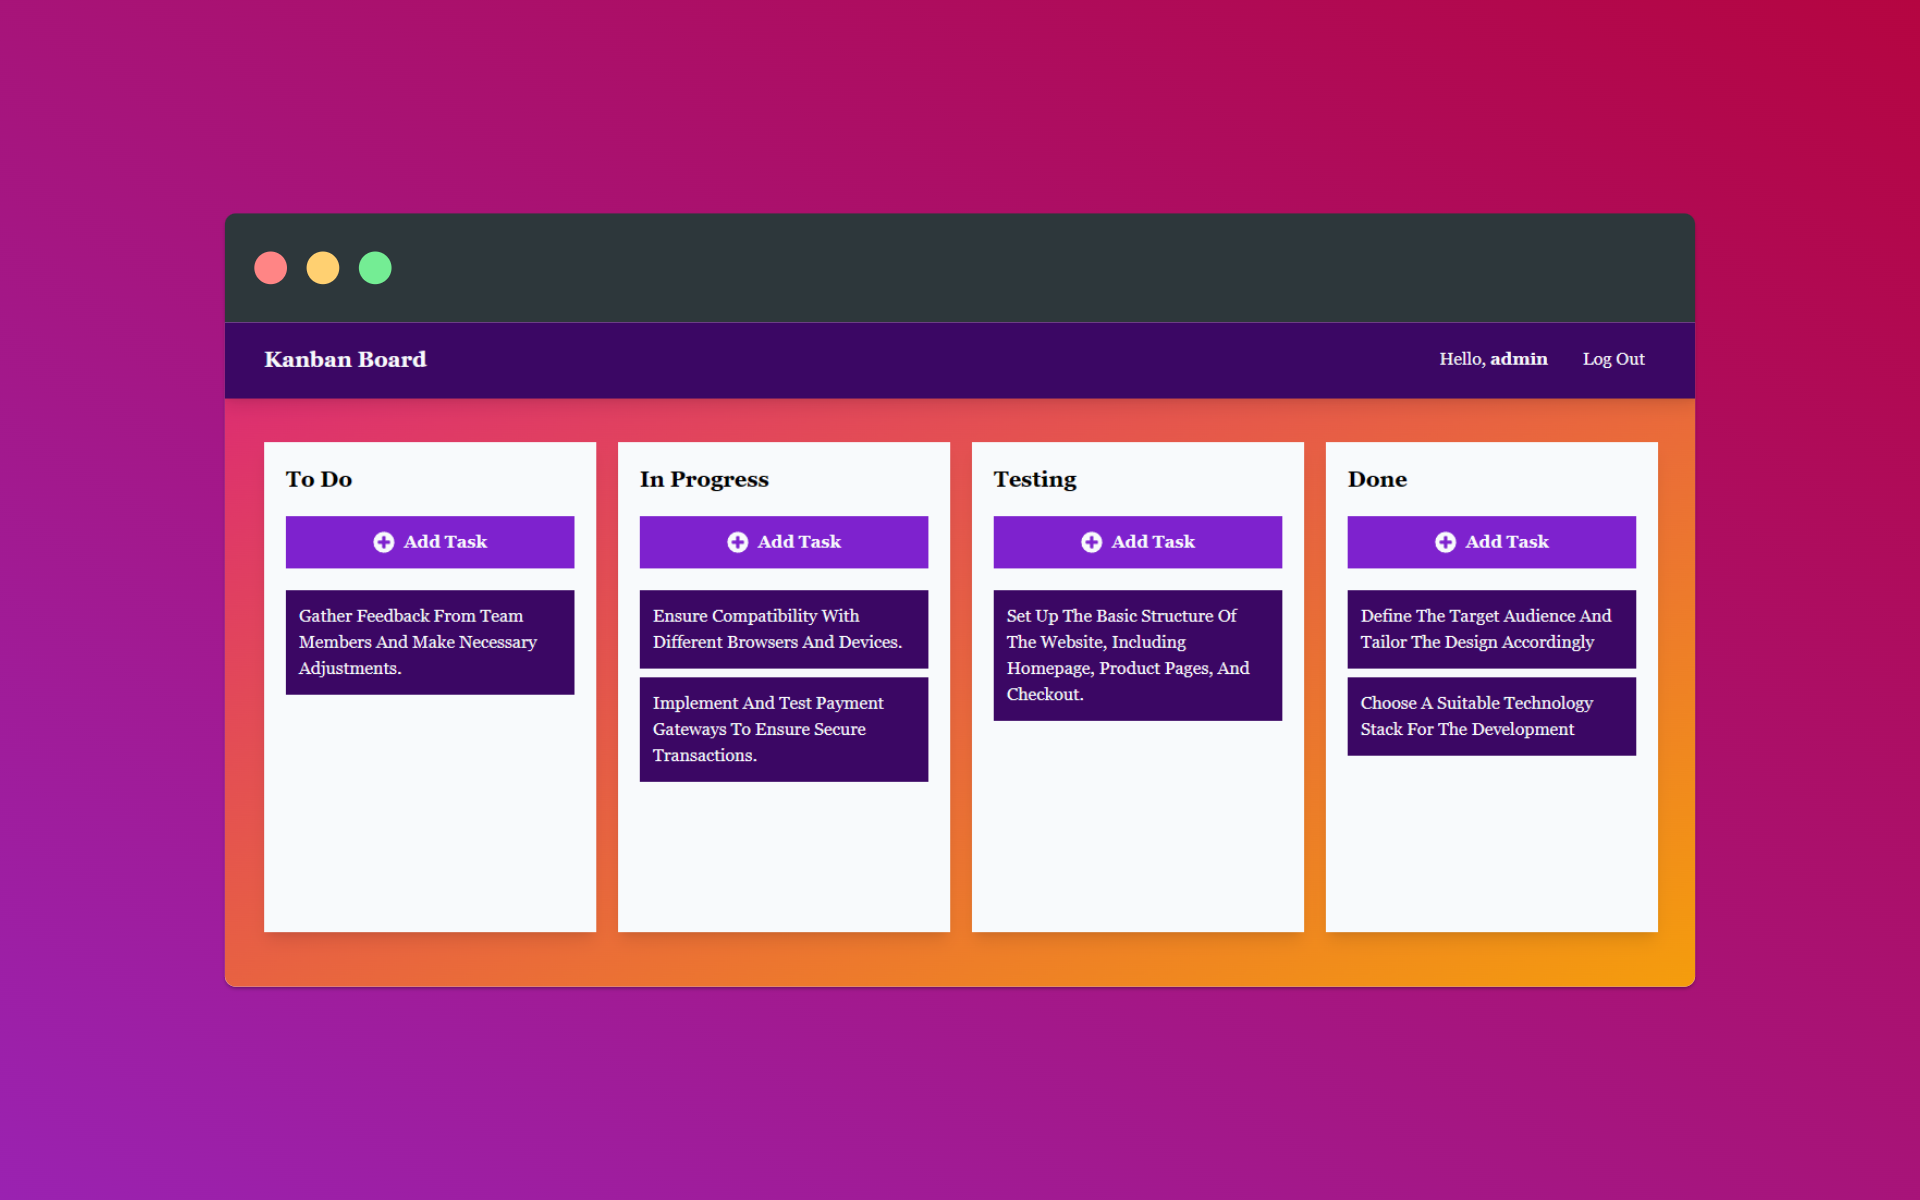 Kanban Board
Hello, admin
Log Out
To Do
Add Task
Gather Feedback From Team
Members And Make Necessary
Adjustments.
In Progress
Add Task
Ensure Compatibility With
Different Browsers And Devices.
Implement And Test Payment
Gateways To Ensure Secure
Transactions.
Testing
Add Task
Set Up The Basic Structure Of
The Website, Including
Homepage, Product Pages, And
Checkout.
Done
Add Task
Define The Target Audience And
Tailor The Design Accordingly
Choose A Suitable Technology
Stack For The Development